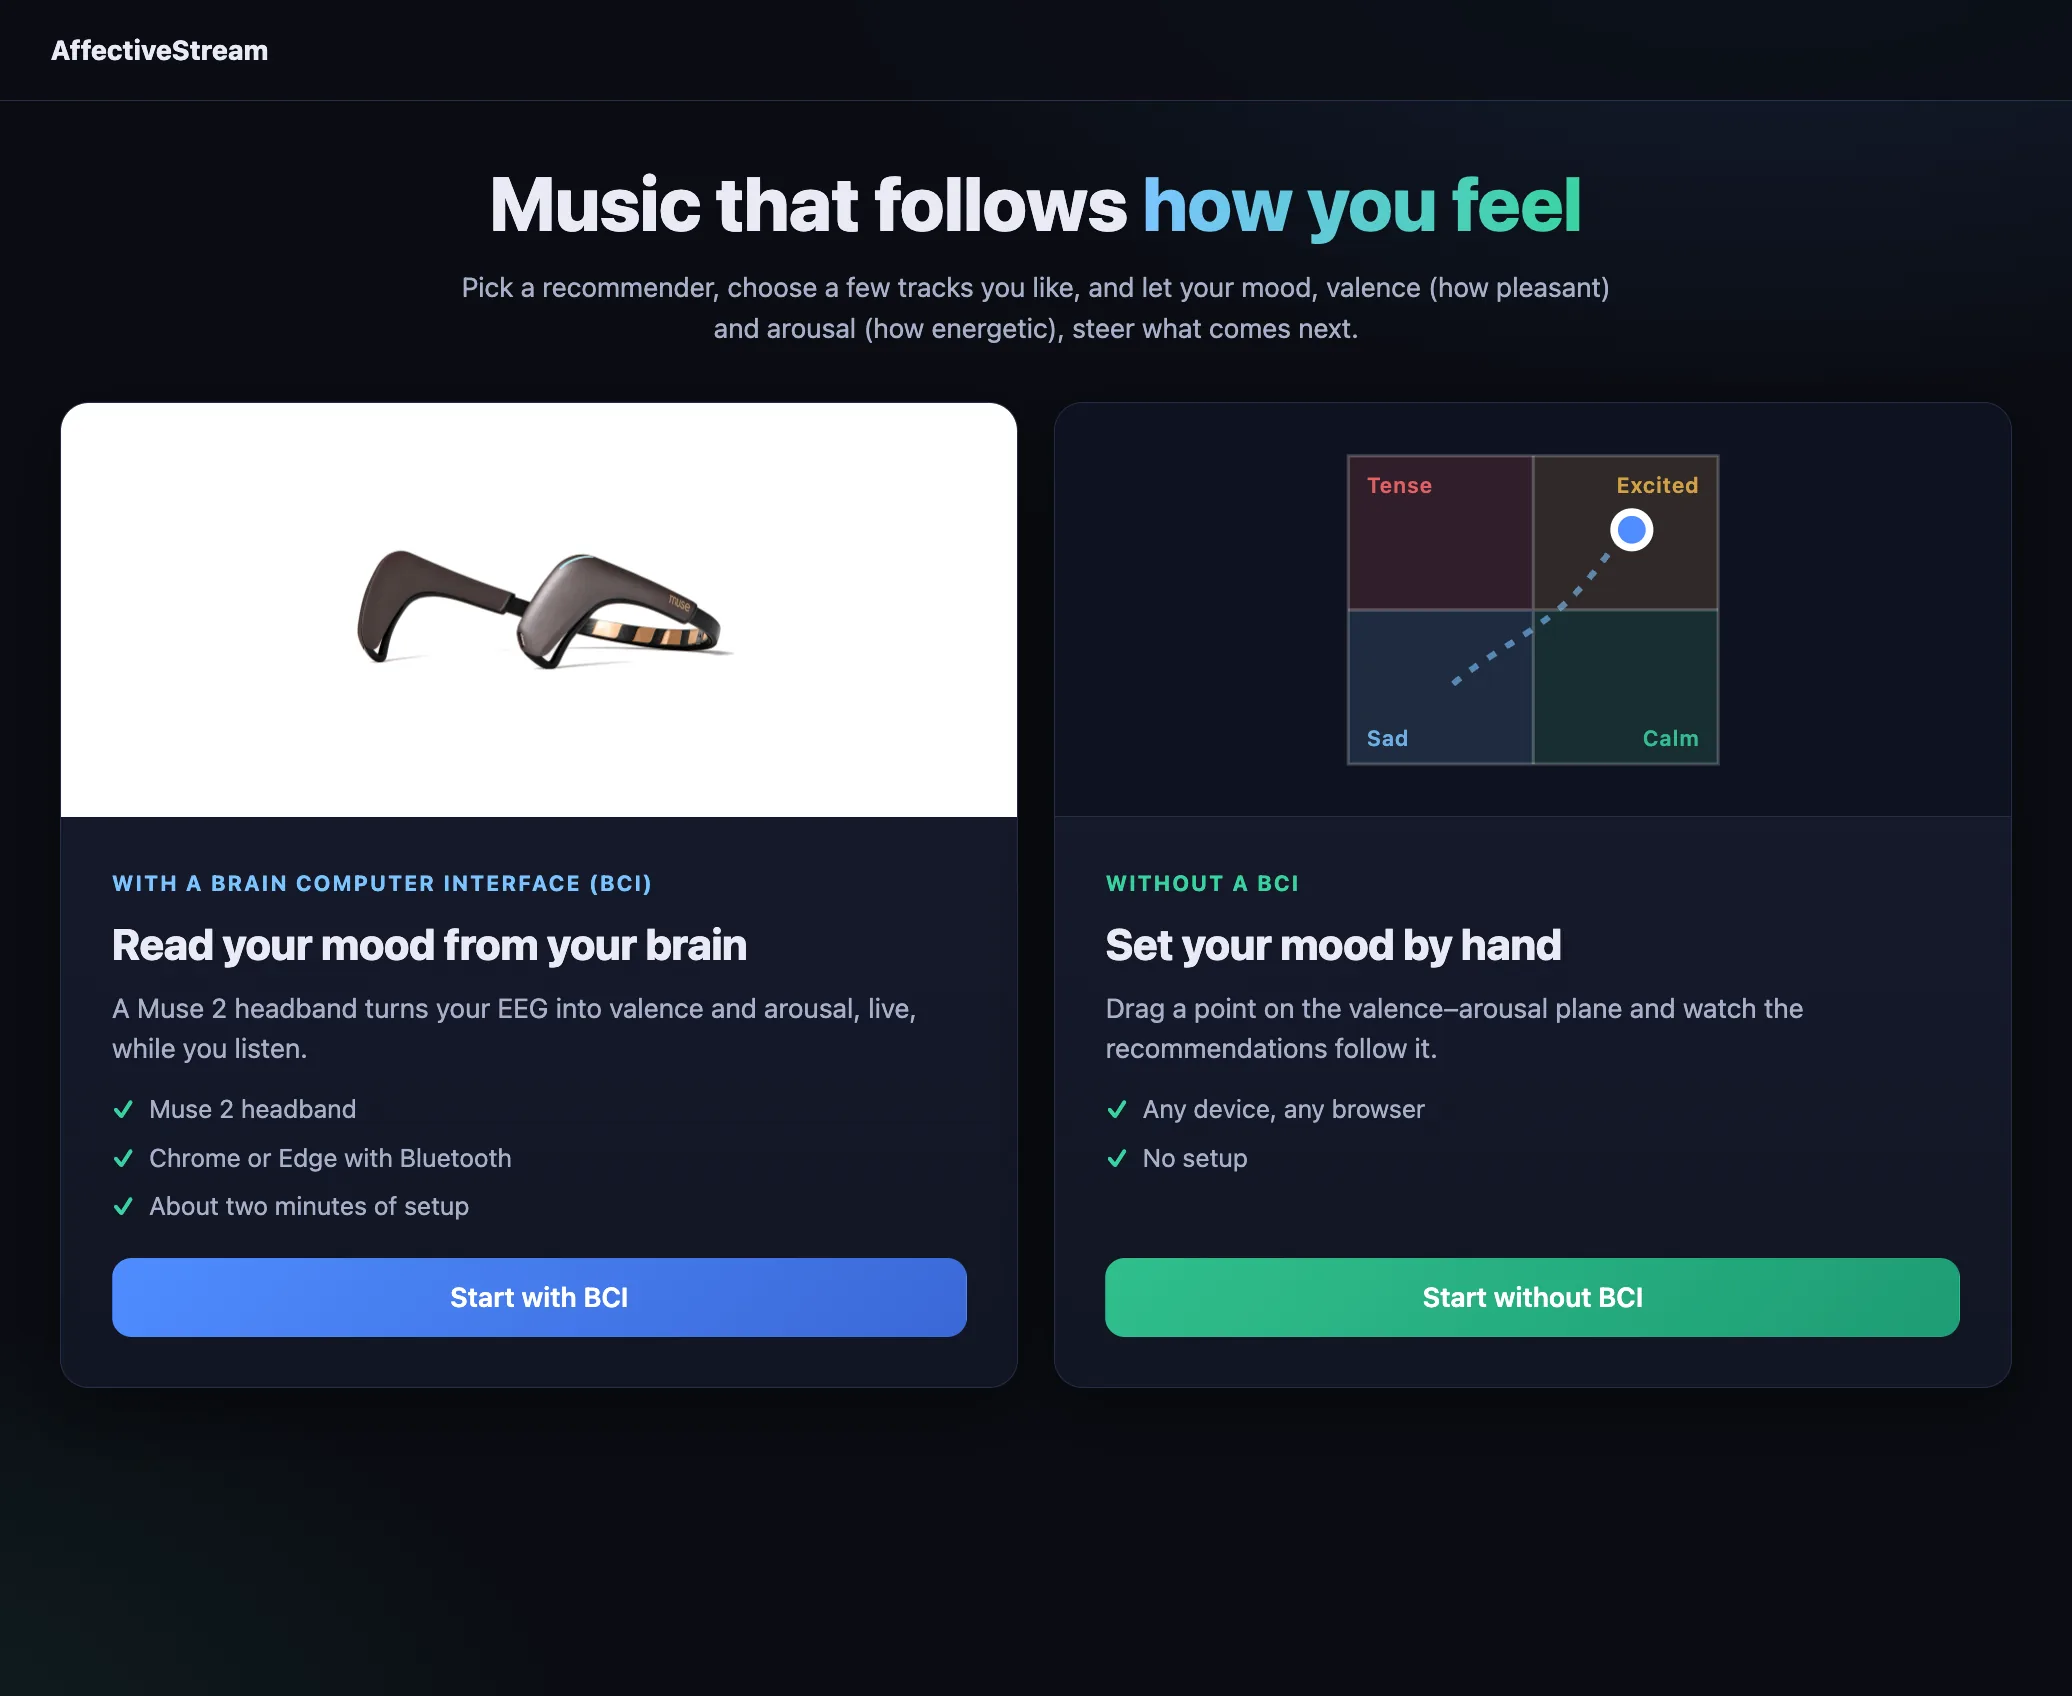 AffectiveStream
Music that follows how you feel
Pick a recommender, choose a few tracks you like, and let your mood, valence (how pleasant)
and arousal (how energetic), steer what comes next.
muse
WITH A BRAIN COMPUTER INTERFACE (BCI)
Read your mood from your brain
A Muse 2 headband turns your EEG into valence and arousal, live,
while you listen.
Muse 2 headband
Chrome or Edge with Bluetooth
About two minutes of setup
Start with BCI
Tense
Excited
Sad
Calm
WITHOUT A BCI
Set your mood by hand
Drag a point on the valence–arousal plane and watch the
recommendations follow it.
Any device, any browser
No setup
Start without BCI